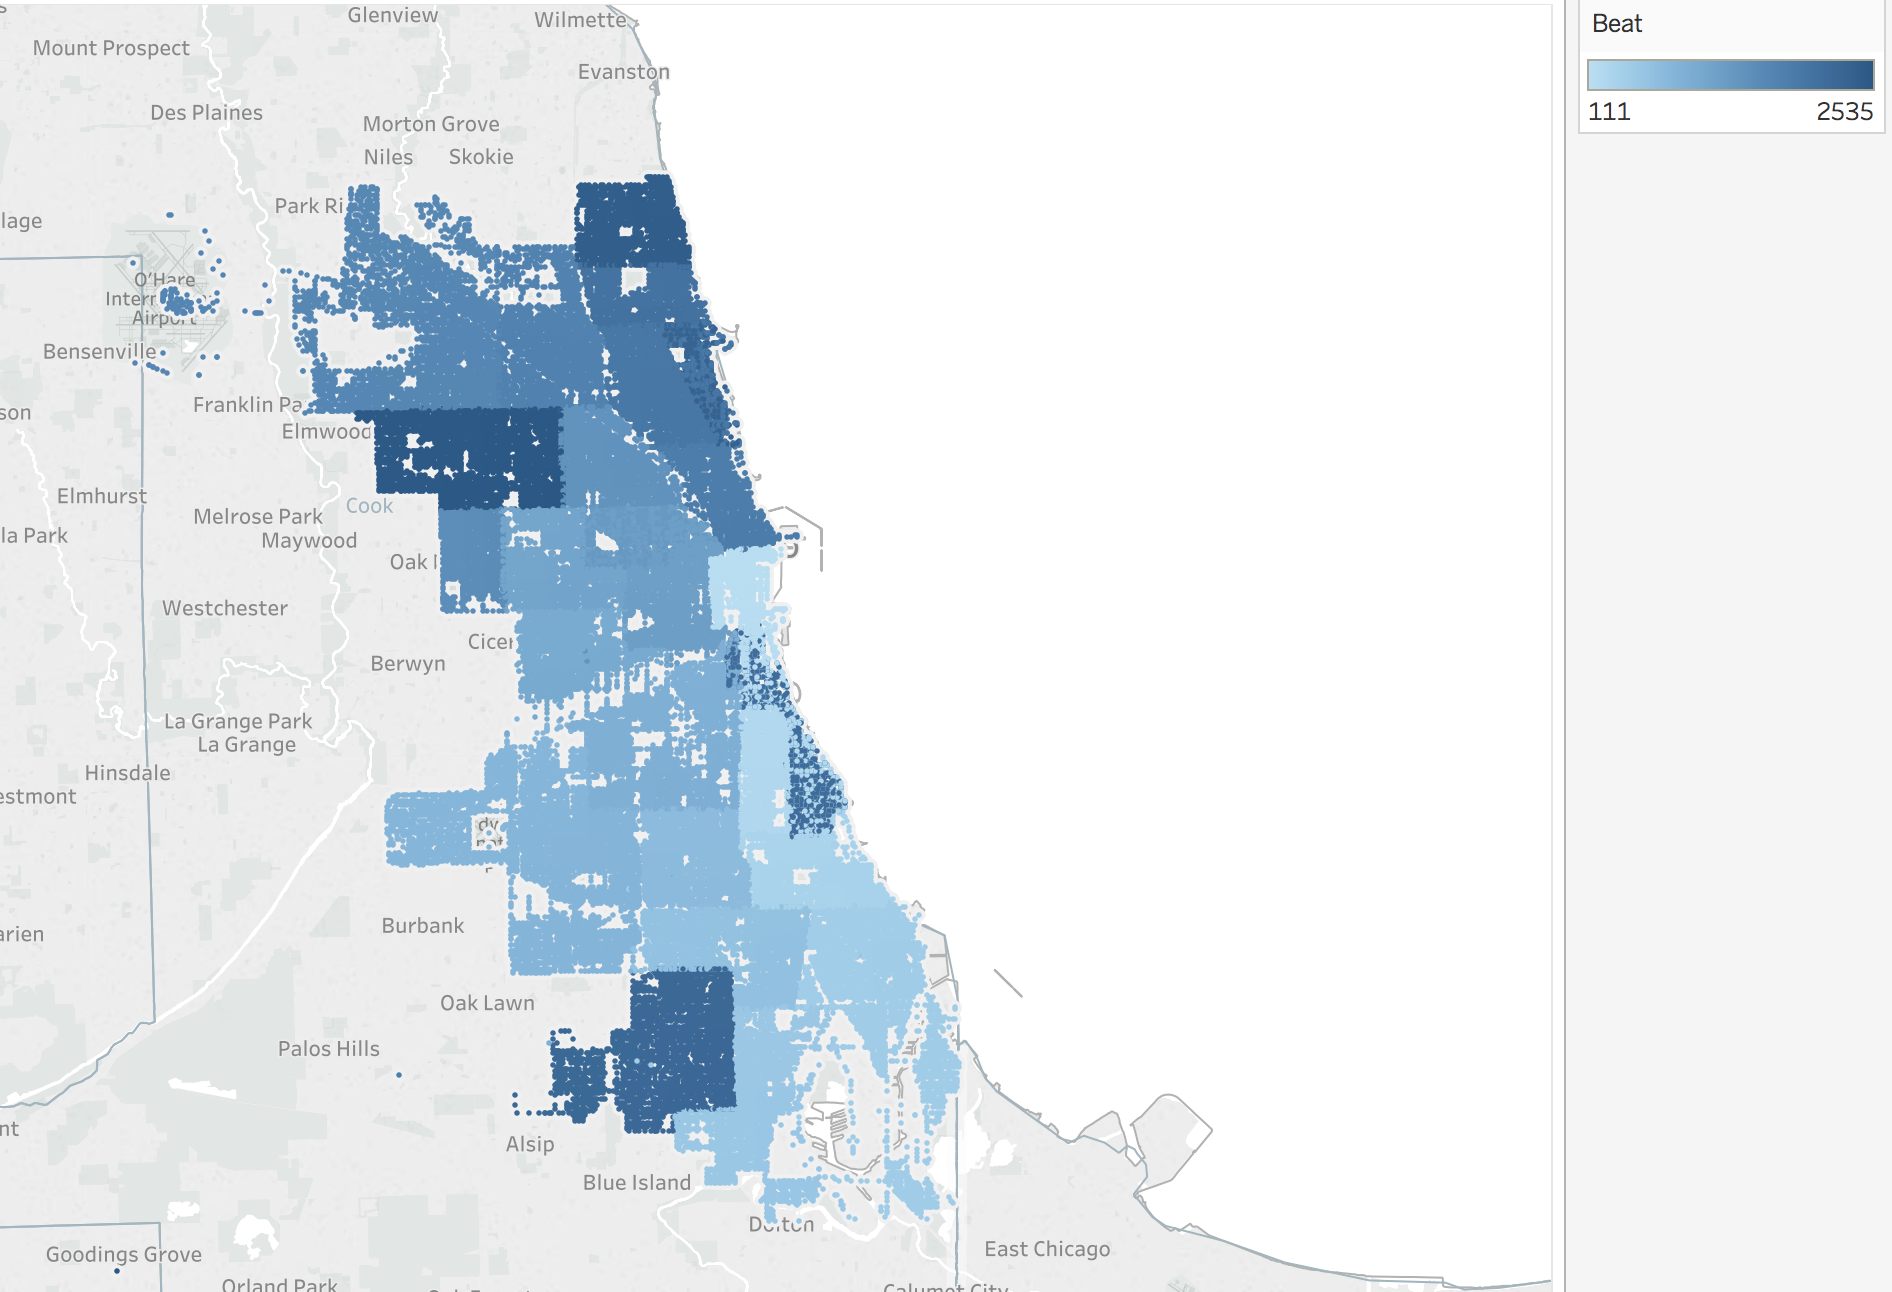 Glenview
Wilmette
Mount Prospect
Evanston
Des Plaines
Morton Grove
Niles
Skokie
Park Ri
lage
O'Hare
Airport
Bensenville
Franklin Pa
son
Elmwood
Elmhurst
Cook
Melrose Park
la Park
Maywood
Oak
Westchester
Cicer
Berwyn
La Grange Park
La Grange
Hinsdale
estmont
dy
Burbank
arien
Oak Lawn
Palos Hills
nt
Alsip
Blue Island
Dolton
East Chicago
Goodings Grove
Orland Park
Calumet City
Beat
111
2535